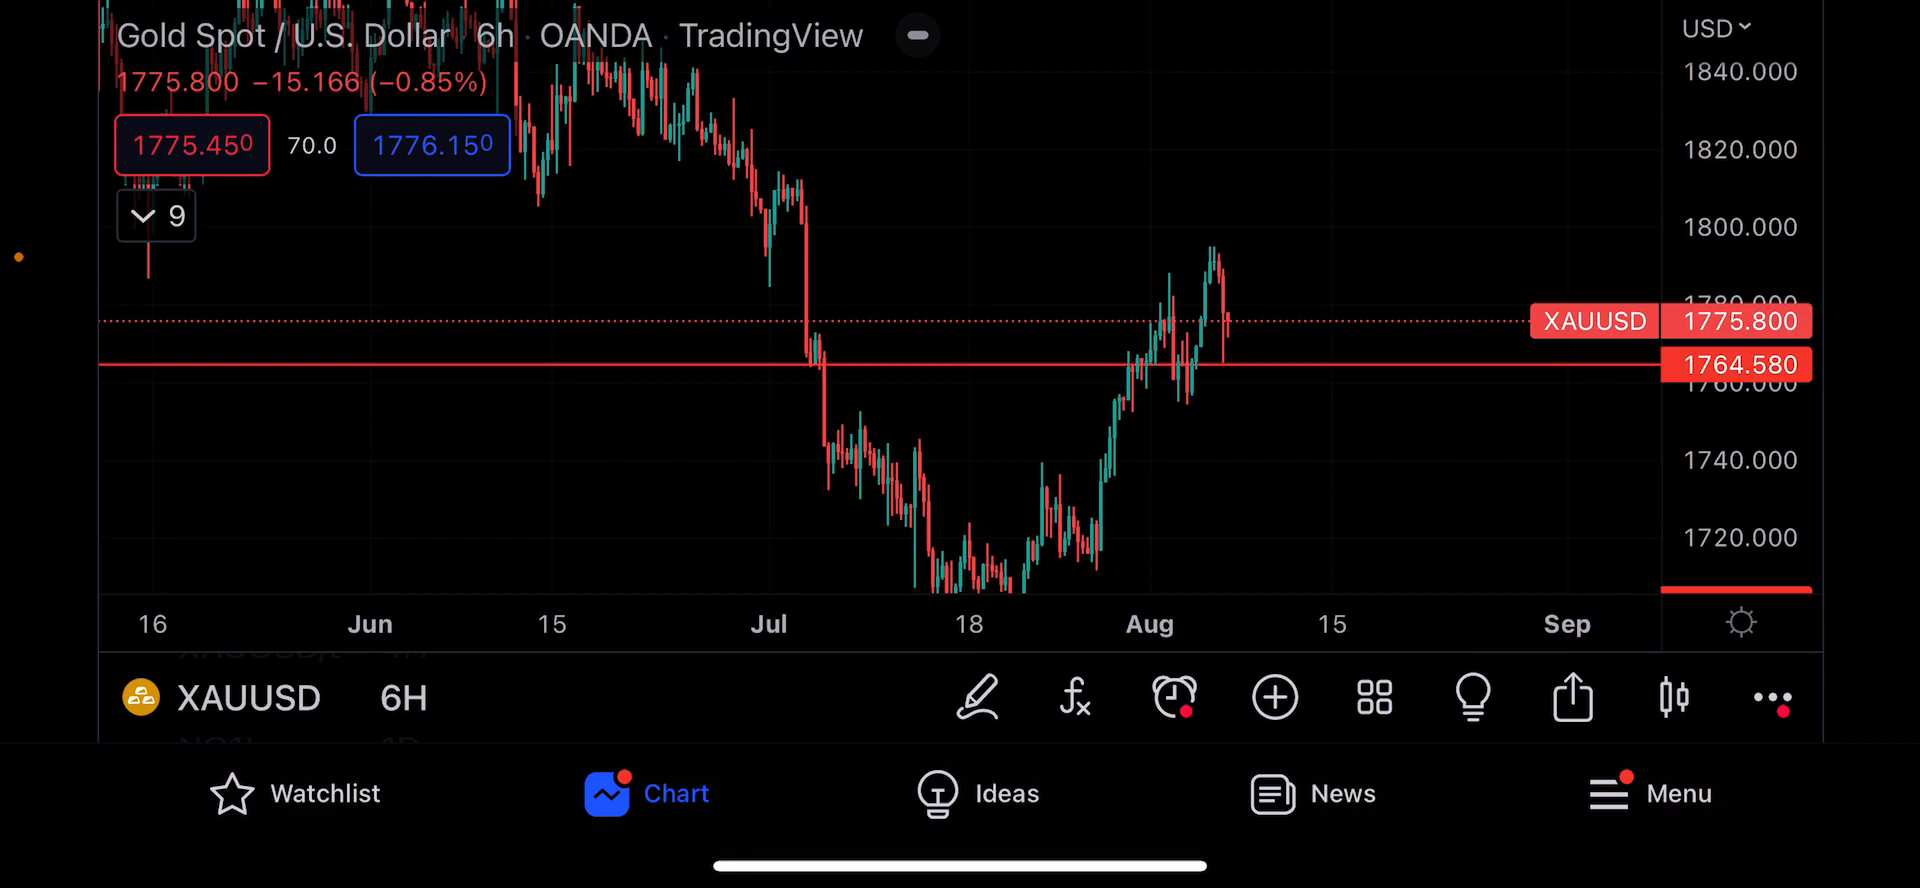 Gold Spot / U.S. Dollar · 6h · OANDA · TradingView
USD
1775.800 −15.166 (−0.85%)
1775.450 70.0 1776.150
9
1840.000
1820.000
1800.000
1780.000
XAUUSD 1775.800
1764.580
1760.000
1740.000
1720.000
16 Jun 15 Jul 18 Aug 15 Sep
XAUUSD 6H
Watchlist Chart Ideas News Menu